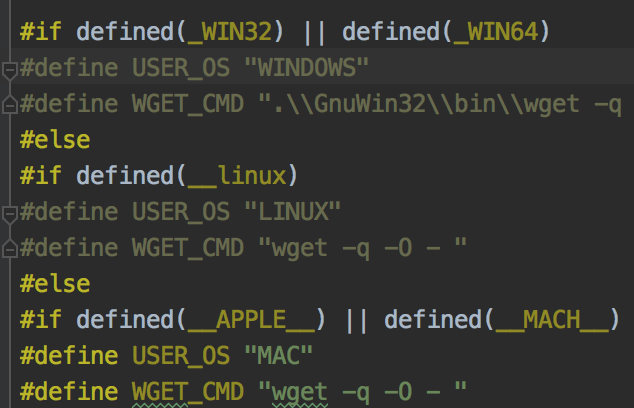 #if defined(_WIN32) || defined(_WIN64)
#define USER_OS "WINDOWS"
#define WGET_CMD ".\\GnuWin32\\bin\\wget -q
#else
#if defined(__linux)
#define USER_OS "LINUX"
#define WGET_CMD "wget -q -O - "
#else
#if defined(__APPLE__) || defined(__MACH__)
#define USER_OS "MAC"
#define WGET_CMD "wget -q -O - "